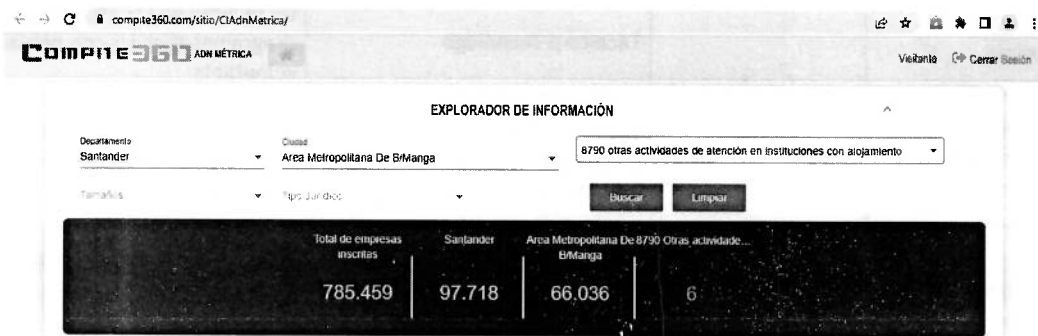 compite360.com/sitio/CtAdnMetrica/
COMPITE360 ADN MÉTRICA
Visitante Cerrar Sesión
EXPLORADOR DE INFORMACIÓN
Departamento
Santander
Ciudad
Area Metropolitana De B/Manga
8790 otras actividades de atención en instituciones con alojamiento
Tamaños
Tipo Jurídico
Buscar
Limpiar
Total de empresas inscritas
Santander
Area Metropolitana De B/Manga
8790 Otras actividade...
785.459
97.718
66.036
6